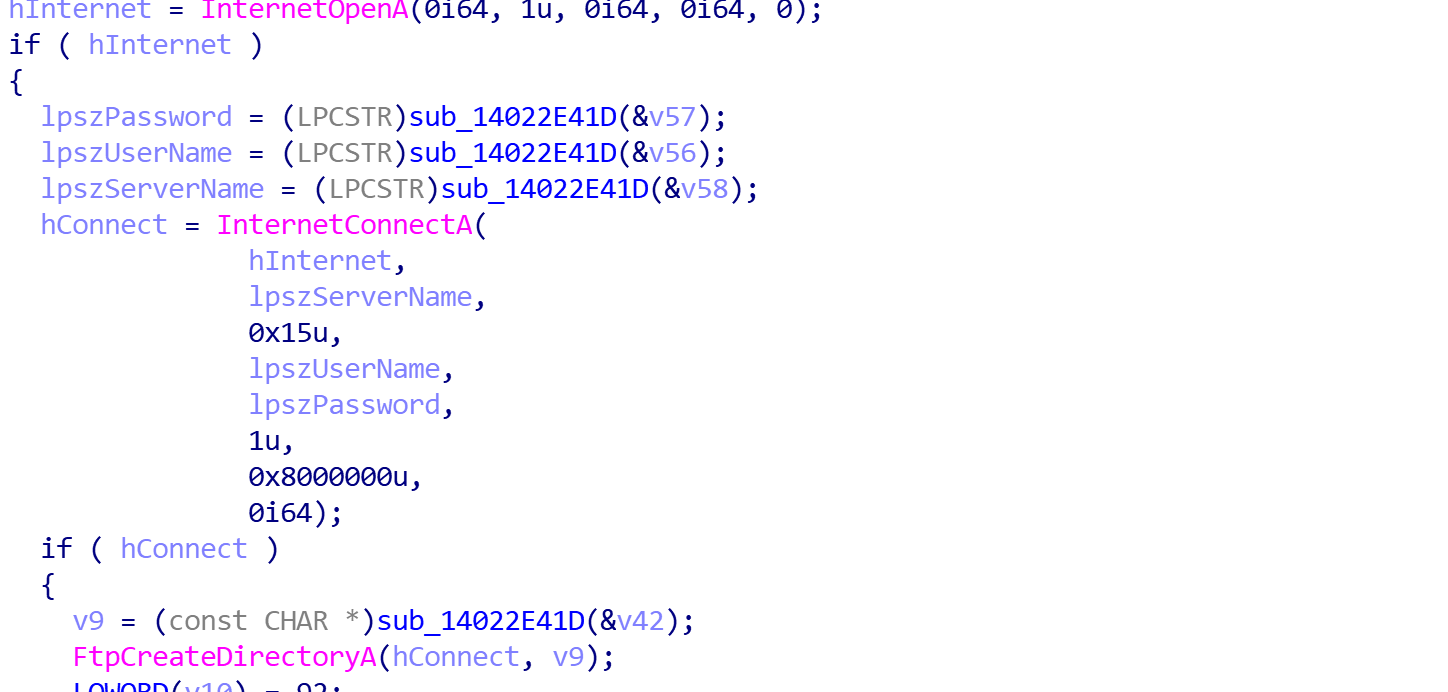 hInternet = InternetOpenA(0i64, 1u, 0i64, 0i64, 0);
if ( hInternet )
{
lpszPassword = (LPCSTR)sub_14022E41D(&v57);
lpszUserName = (LPCSTR)sub_14022E41D(&v56);
lpszServerName = (LPCSTR)sub_14022E41D(&v58);
hConnect = InternetConnectA(
hInternet,
lpszServerName,
0x15u,
lpszUserName,
lpszPassword,
1u,
0x8000000u,
0i64);
if ( hConnect )
{
v9 = (const CHAR *)sub_14022E41D(&v42);
FtpCreateDirectoryA(hConnect, v9);
LOWORD(v10) = 92;